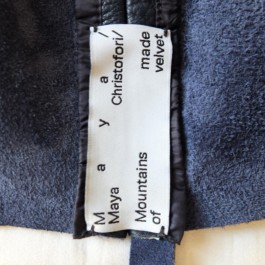 M a y a /
Maya Christofori/
Mountains made
of velvet